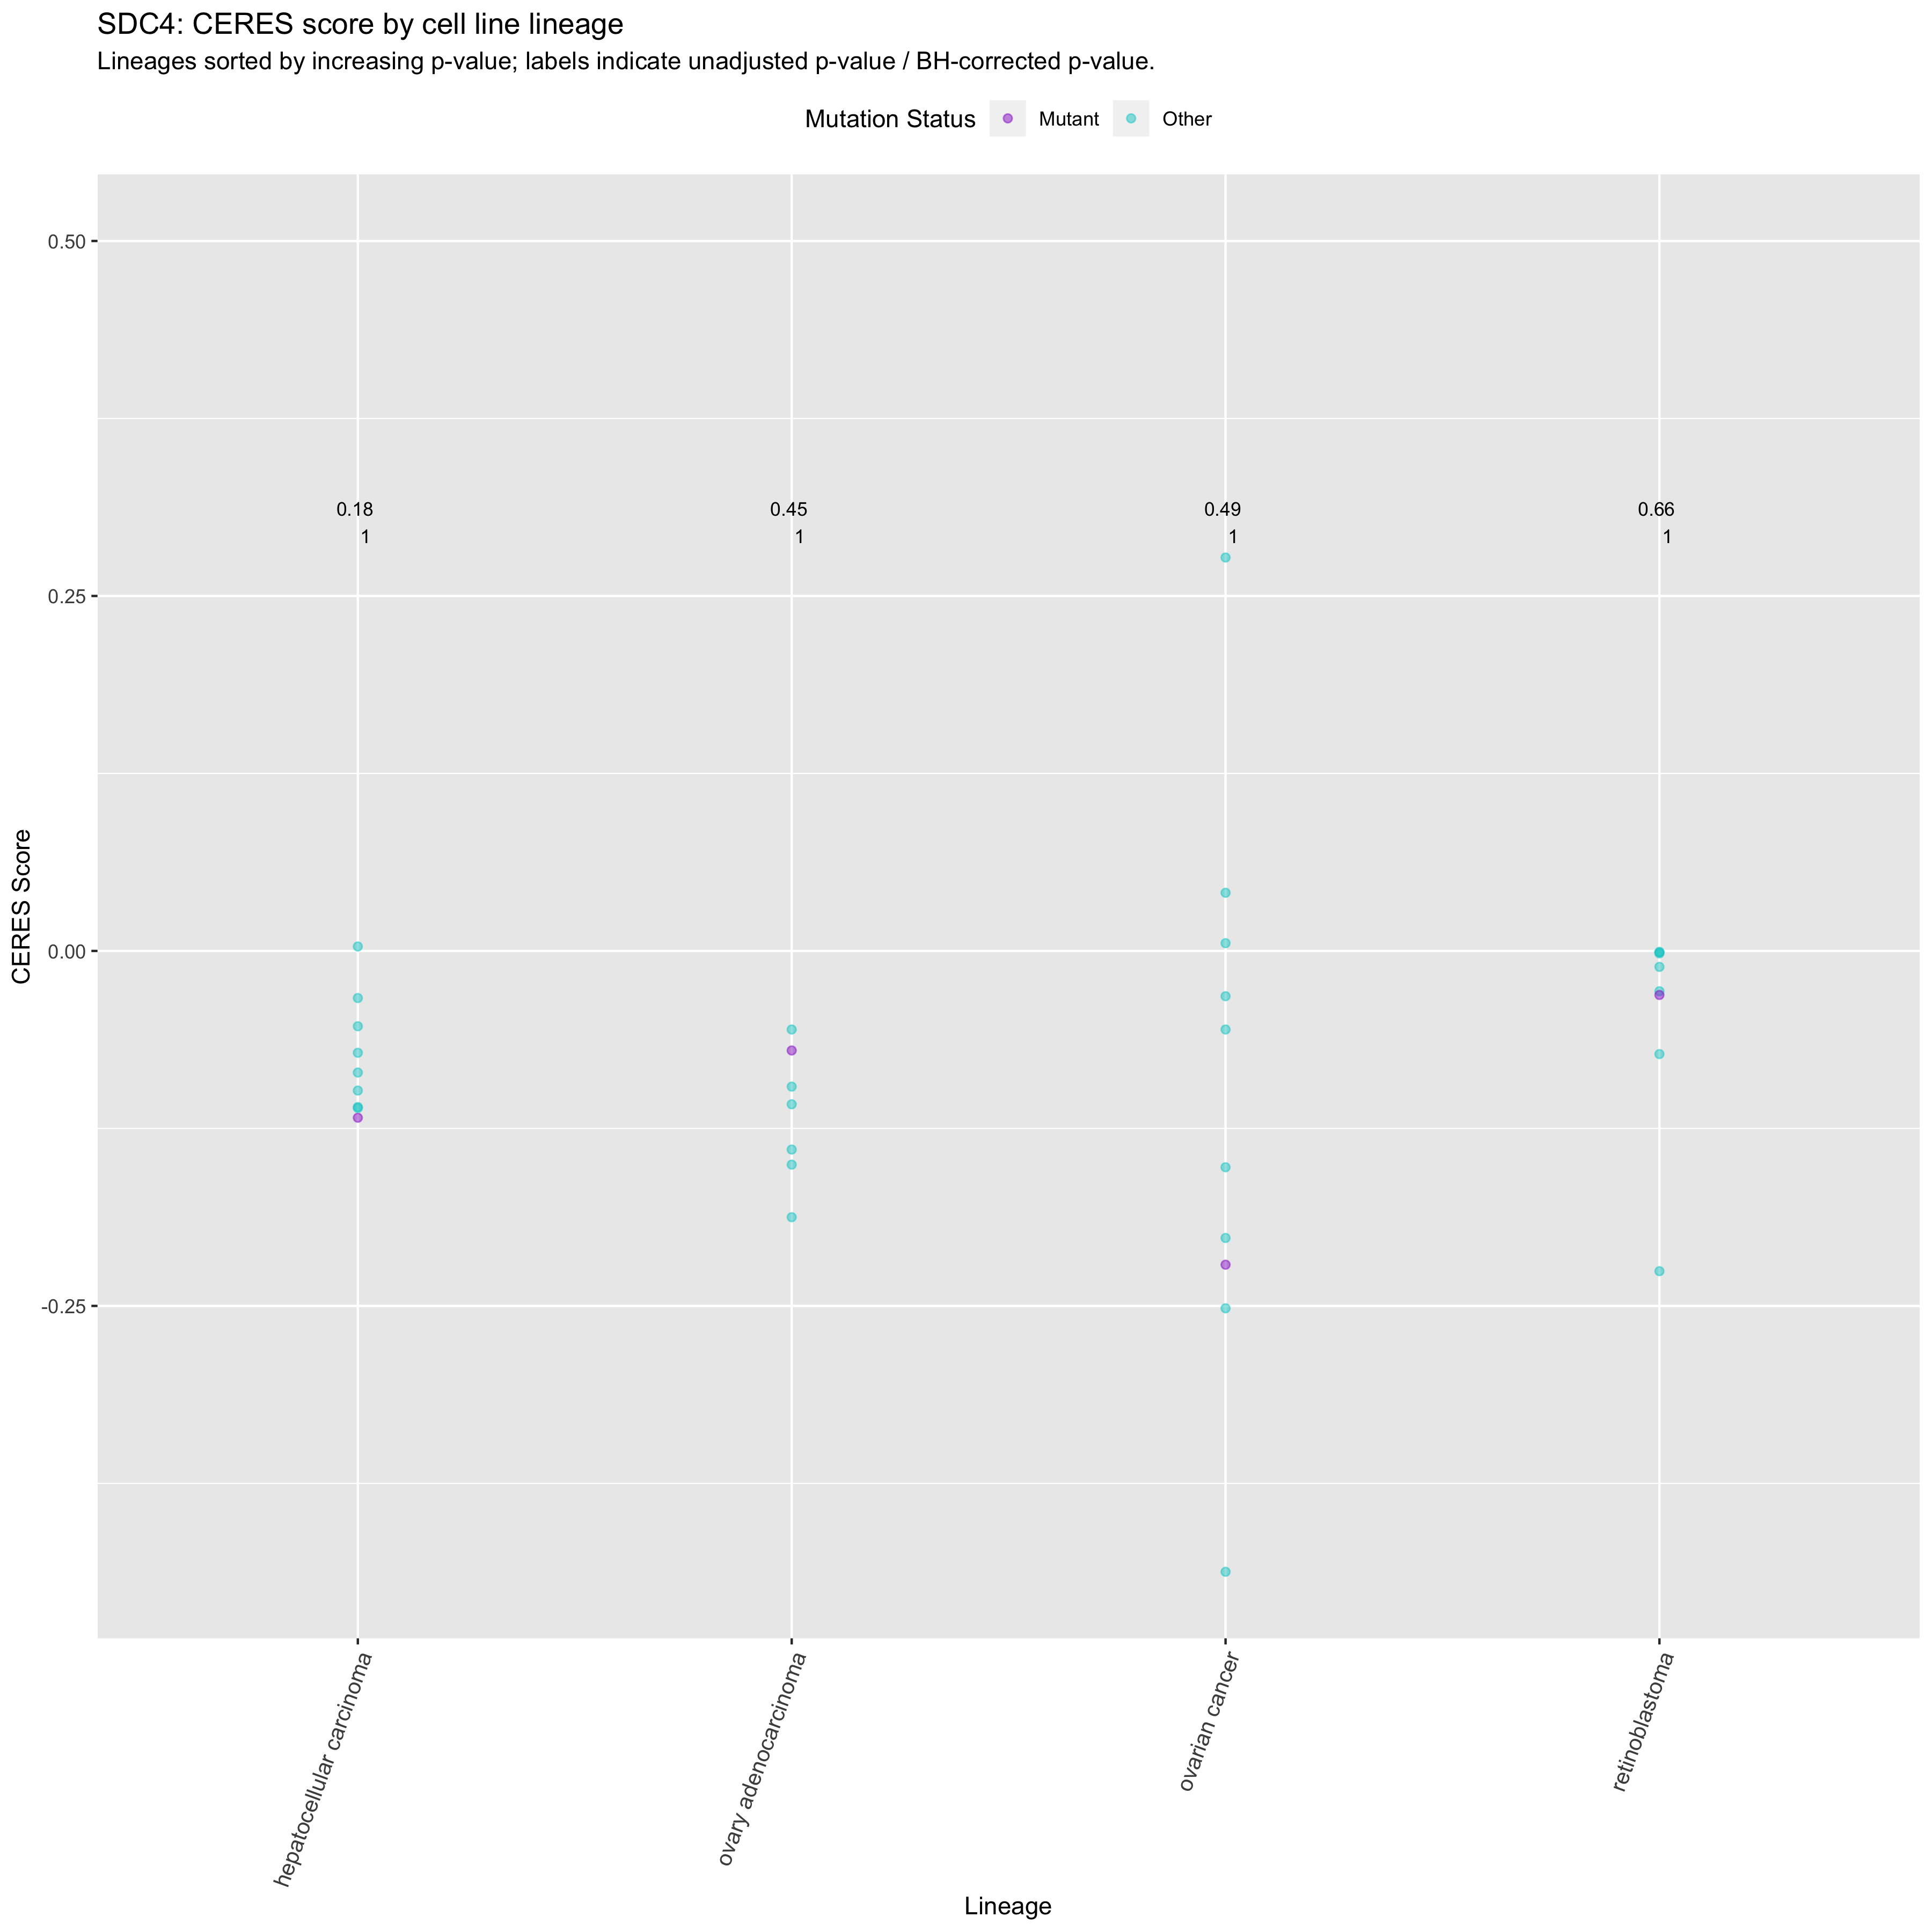 SDC4: CERES score by cell line lineage
Lineages sorted by increasing p-value; labels indicate unadjusted p-value / BH-corrected p-value.
Mutation Status Mutant Other
0.50
0.18 0.45 0.49 0.66
1 1 1 1
0.25
0.00
-0.25
CERES Score
hepatocellular carcinoma
ovary adenocarcinoma
ovarian cancer
retinoblastoma
Lineage